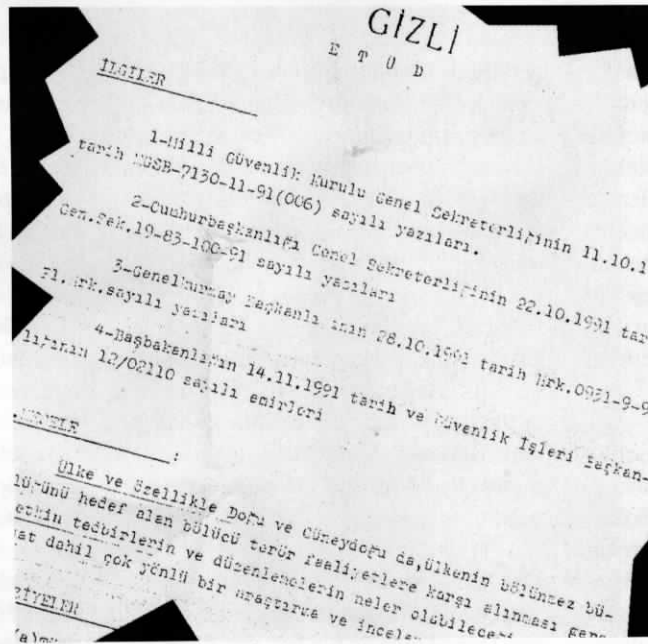 GİZLİ
E T Ü D
İLGİLER
1-Milli Güvenlik Kurulu Genel Sekreterliğinin 11.10.1
tarih MGSB-7130-11-91(006) sayılı yazıları.
2-Cumhurbaşkanlığı Genel Sekreterliğinin 22.10.1991 tar
Gen.Sek.19-83-100-91 sayılı yazıları
3-Genelkurmay Başkanlığının 28.10.1991 tarih Hrk.0951-9-9
Pl. Hrk.sayılı yazıları
4-Başbakanlığın 14.11.1991 tarih ve Güvenlik İşleri Başkan-
lığının 12/02110 sayılı emirleri
:
Ülke ve özellikle Doğu ve Güneydoğu da,ülkenin bölünmez bü-
lüğünü hedef alan bölücü terör faaliyetlere karşı alınması gere
etkin tedbirlerin ve düzenlemelerin neler olabileceği
at dahil çok yönlü bir araştırma ve incele